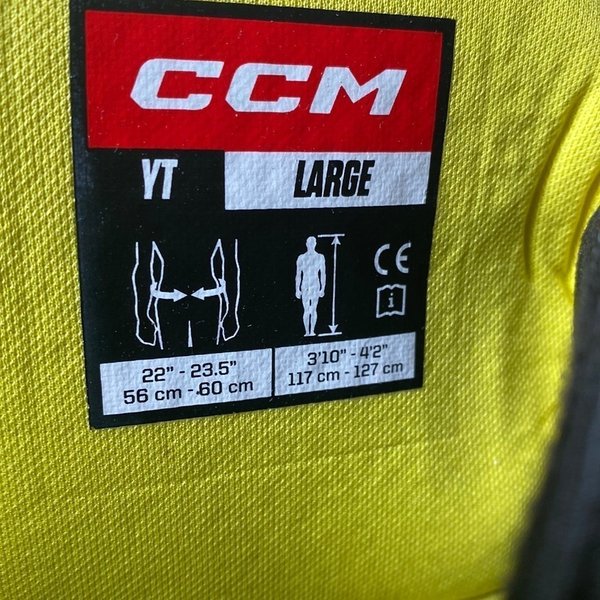 CCM
YT LARGE
CE
i
22" - 23.5"
56 cm - 60 cm
3'10" - 4'2"
117 cm - 127 cm